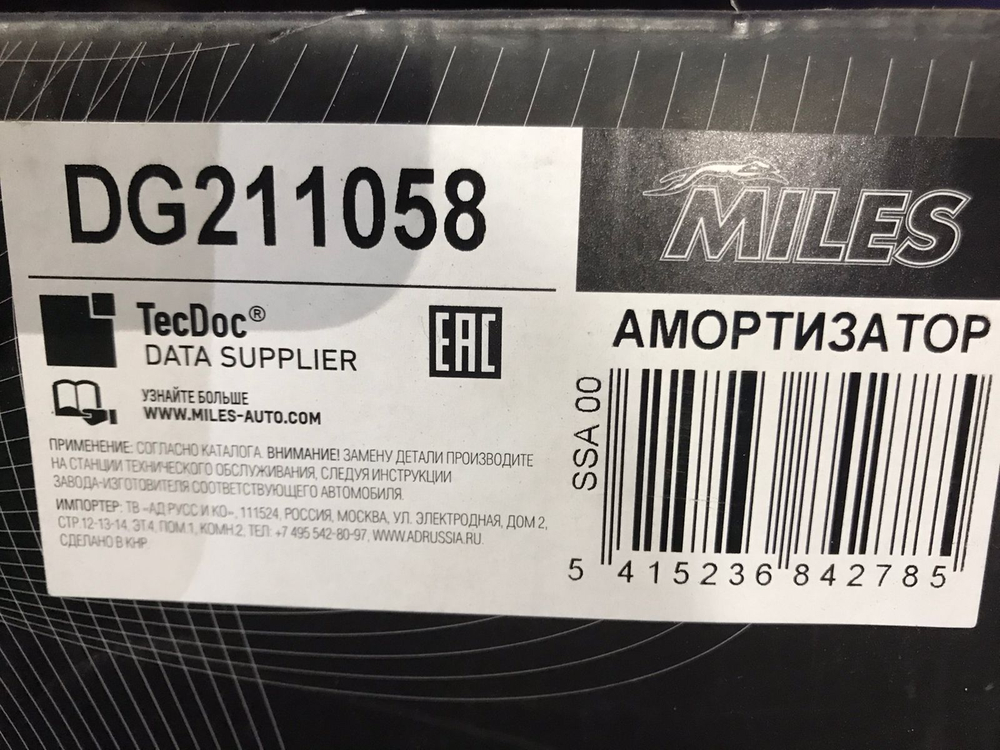 DG211058
MILES
TecDoc®
DATA SUPPLIER
EAC
УЗНАЙТЕ БОЛЬШЕ
WWW.MILES-AUTO.COM
ПРИМЕНЕНИЕ: СОГЛАСНО КАТАЛОГА. ВНИМАНИЕ! ЗАМЕНУ ДЕТАЛИ ПРОИЗВОДИТЕ
НА СТАНЦИИ ТЕХНИЧЕСКОГО ОБСЛУЖИВАНИЯ, СЛЕДУЯ ИНСТРУКЦИИ
ЗАВОДА-ИЗГОТОВИТЕЛЯ СООТВЕТСТВУЮЩЕГО АВТОМОБИЛЯ.
ИМПОРТЕР: ТВ «АД РУСС И КО», 111524, РОССИЯ, МОСКВА, УЛ. ЭЛЕКТРОДНАЯ, ДОМ 2,
СТР.12-13-14, ЭТ.4, ПОМ.1, КОМН.2, ТЕЛ: +7 495 542-80-97, WWW.ADRUSSIA.RU.
СДЕЛАНО В КНР.
АМОРТИЗАТОР
SSA 00
5 415236 842785